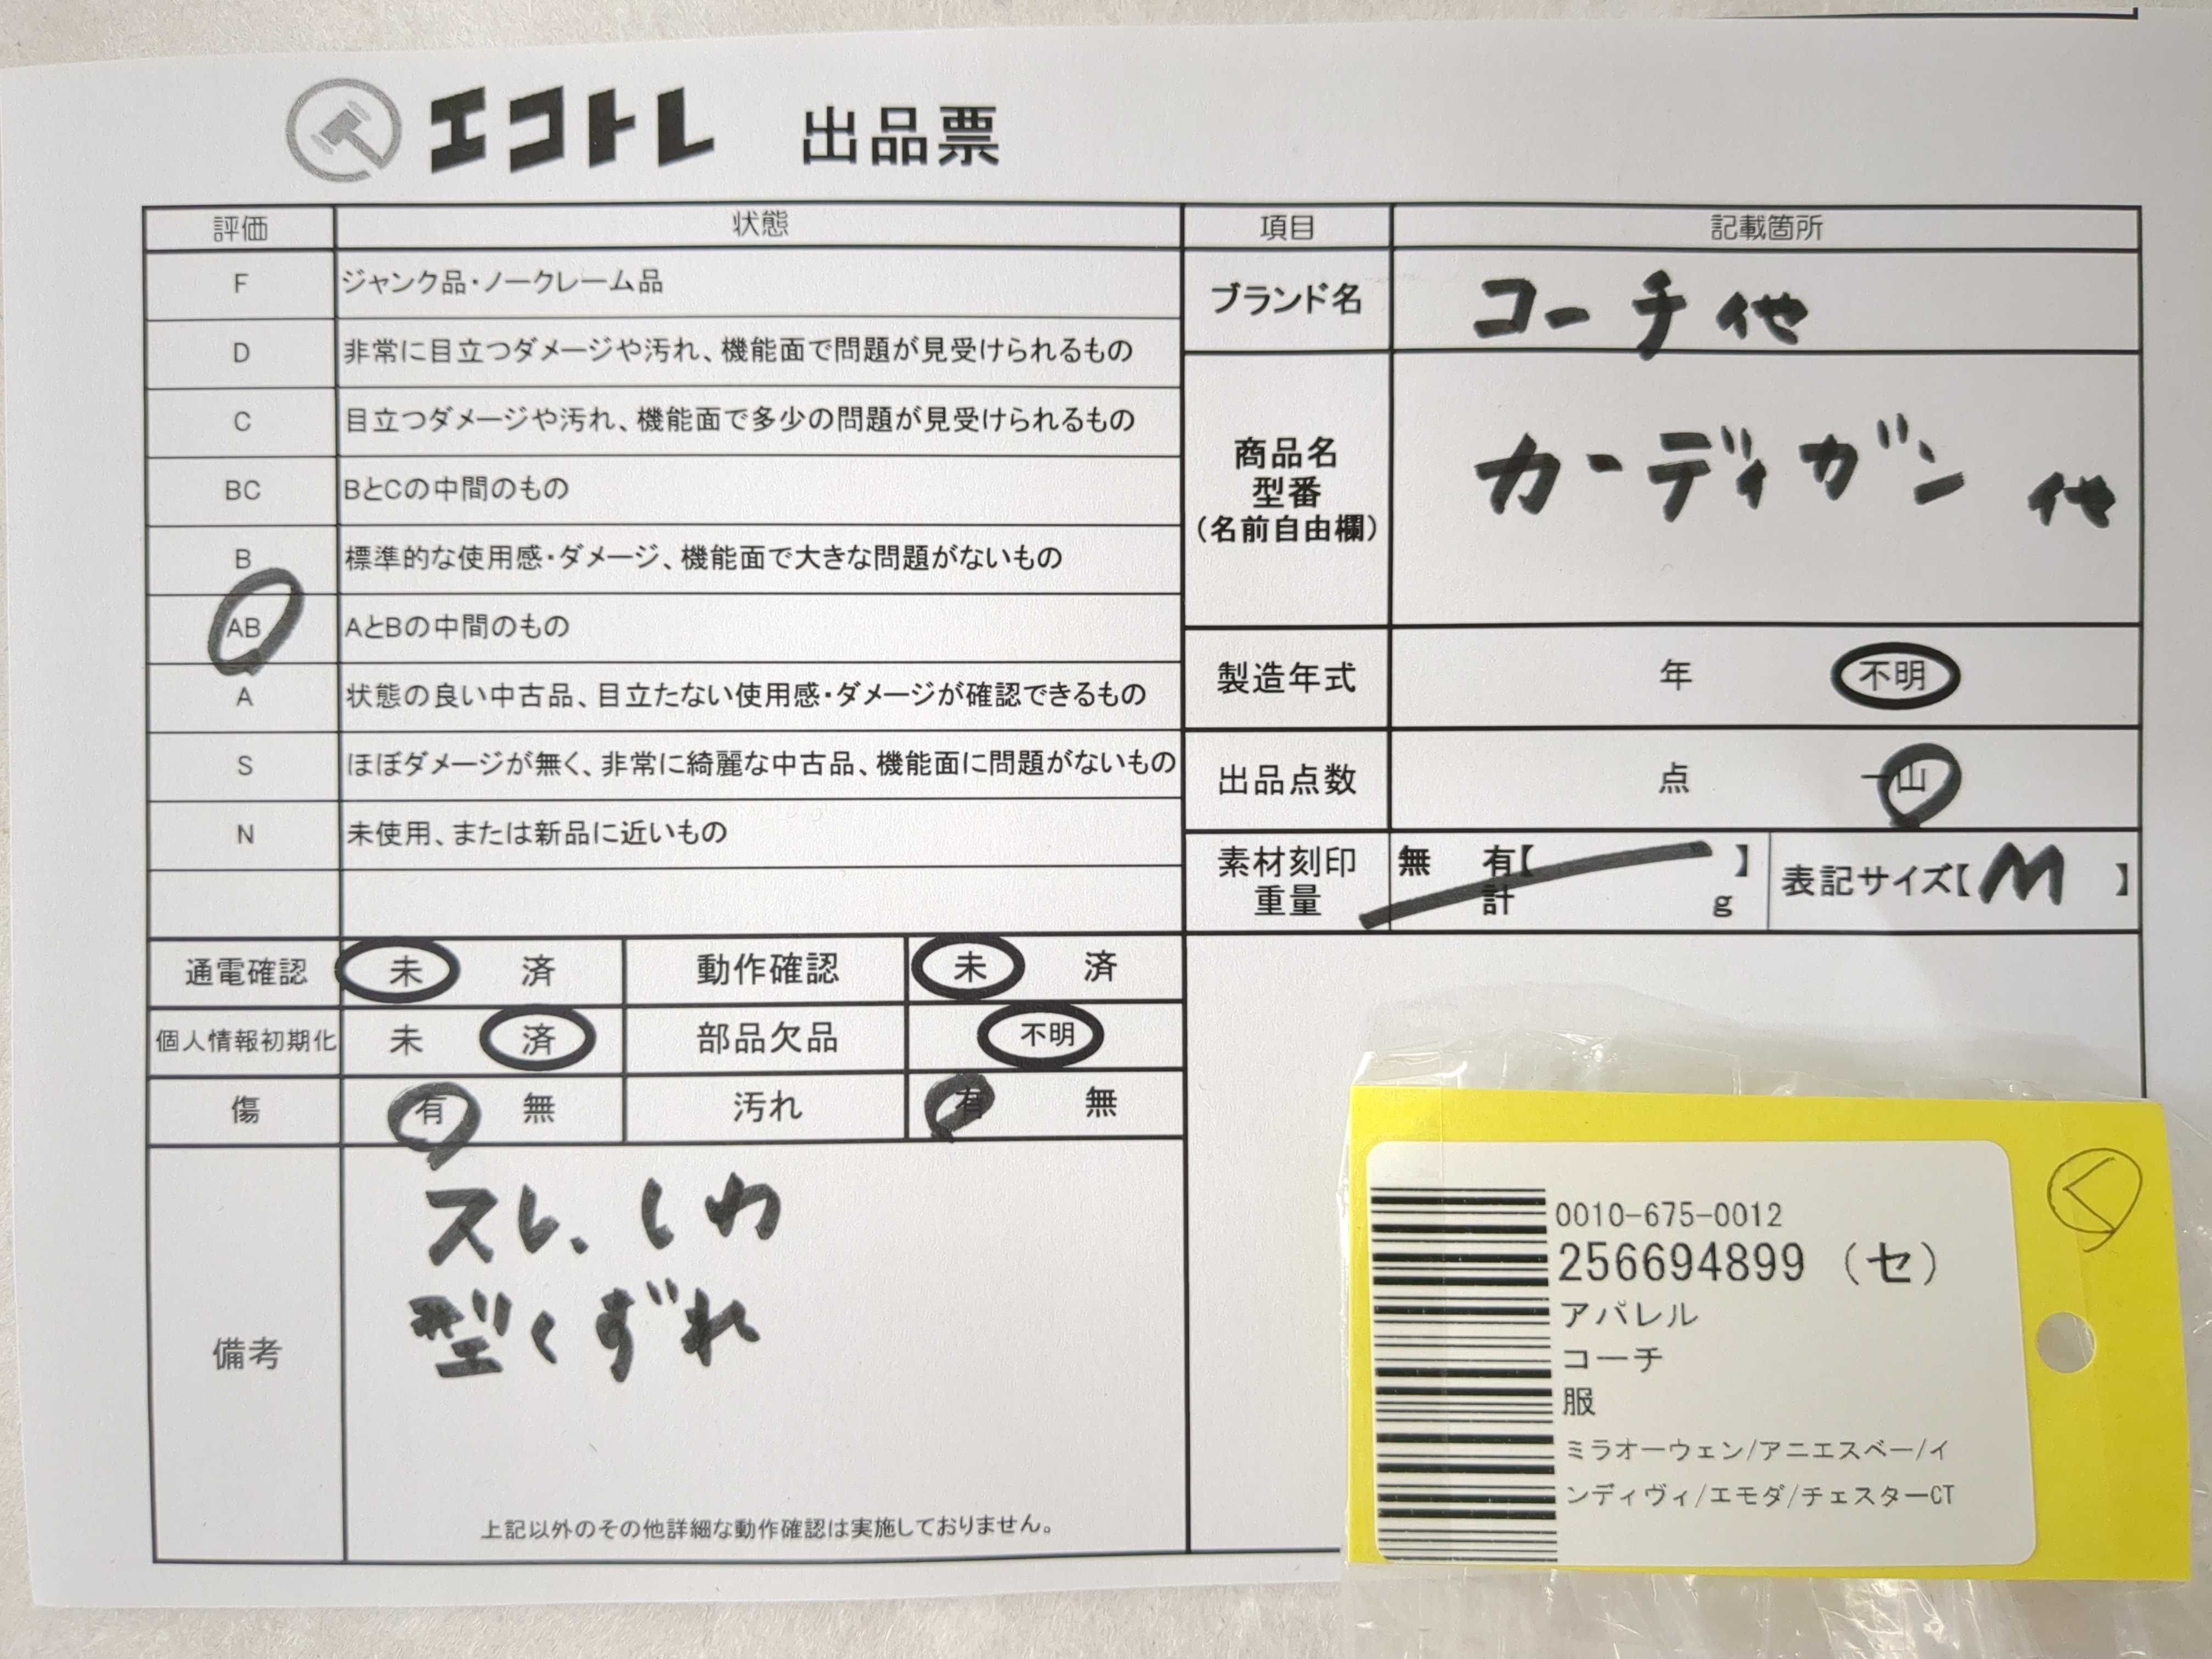 エコトレ 出品票
評価 状態 項目 記載箇所
F ジャンク品・ノークレーム品
D 非常に目立つダメージや汚れ、機能面で問題が見受けられるもの
C 目立つダメージや汚れ、機能面で多少の問題が見受けられるもの
BC BとCの中間のもの
B 標準的な使用感・ダメージ、機能面で大きな問題がないもの
AB AとBの中間のもの
A 状態の良い中古品、目立たない使用感・ダメージが確認できるもの
S ほぼダメージが無く、非常に綺麗な中古品、機能面に問題がないもの
N 未使用、または新品に近いもの
ブランド名 コーチ他
商品名
型番
(名前自由欄)
カーディガン 他
製造年式 年 不明
出品点数 点 一山
素材刻印 無 有【 】
重量 計 g
表記サイズ【M】
通電確認 未 済 動作確認 未 済
個人情報初期化 未 済 部品欠品 不明
傷 有 無 汚れ 有 無
備考
スレ、しわ
型くずれ
上記以外のその他詳細な動作確認は実施しておりません。
く
0010-675-0012
256694899 (セ)
アパレル
コーチ
服
ミラオーウェン/アニエスベー/イ
ンディヴィ/エモダ/チェスターCT